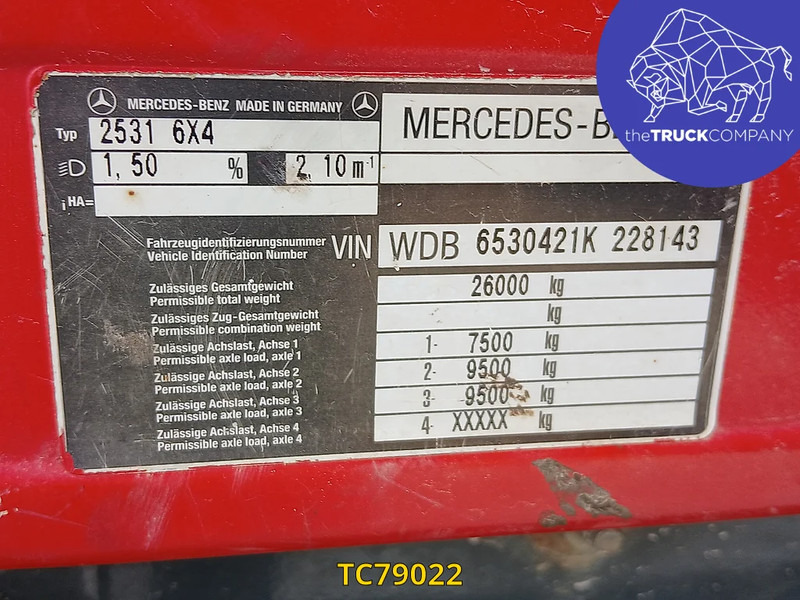 theTRUCKCOMPANY
MERCEDES-BENZ MADE IN GERMANY
Typ 2531 6X4
1,50 % 2,10 m-1
HA=
Fahrzeugidentifizierungsnummer
Vehicle Identification Number
VIN WDB 6530421K 228143
Zulässiges Gesamtgewicht
Permissible total weight
26000 kg
Zulässiges Zug-Gesamtgewicht
Permissible combination weight
kg
Zulässige Achslast, Achse 1
Permissible axle load, axle 1
1- 7500 kg
Zulässige Achslast, Achse 2
Permissible axle load, axle 2
2- 9500 kg
Zulässige Achslast, Achse 3
Permissible axle load, axle 3
3- 9500 kg
Zulässige Achslast, Achse 4
Permissible axle load, axle 4
4- XXXXX kg
TC79022